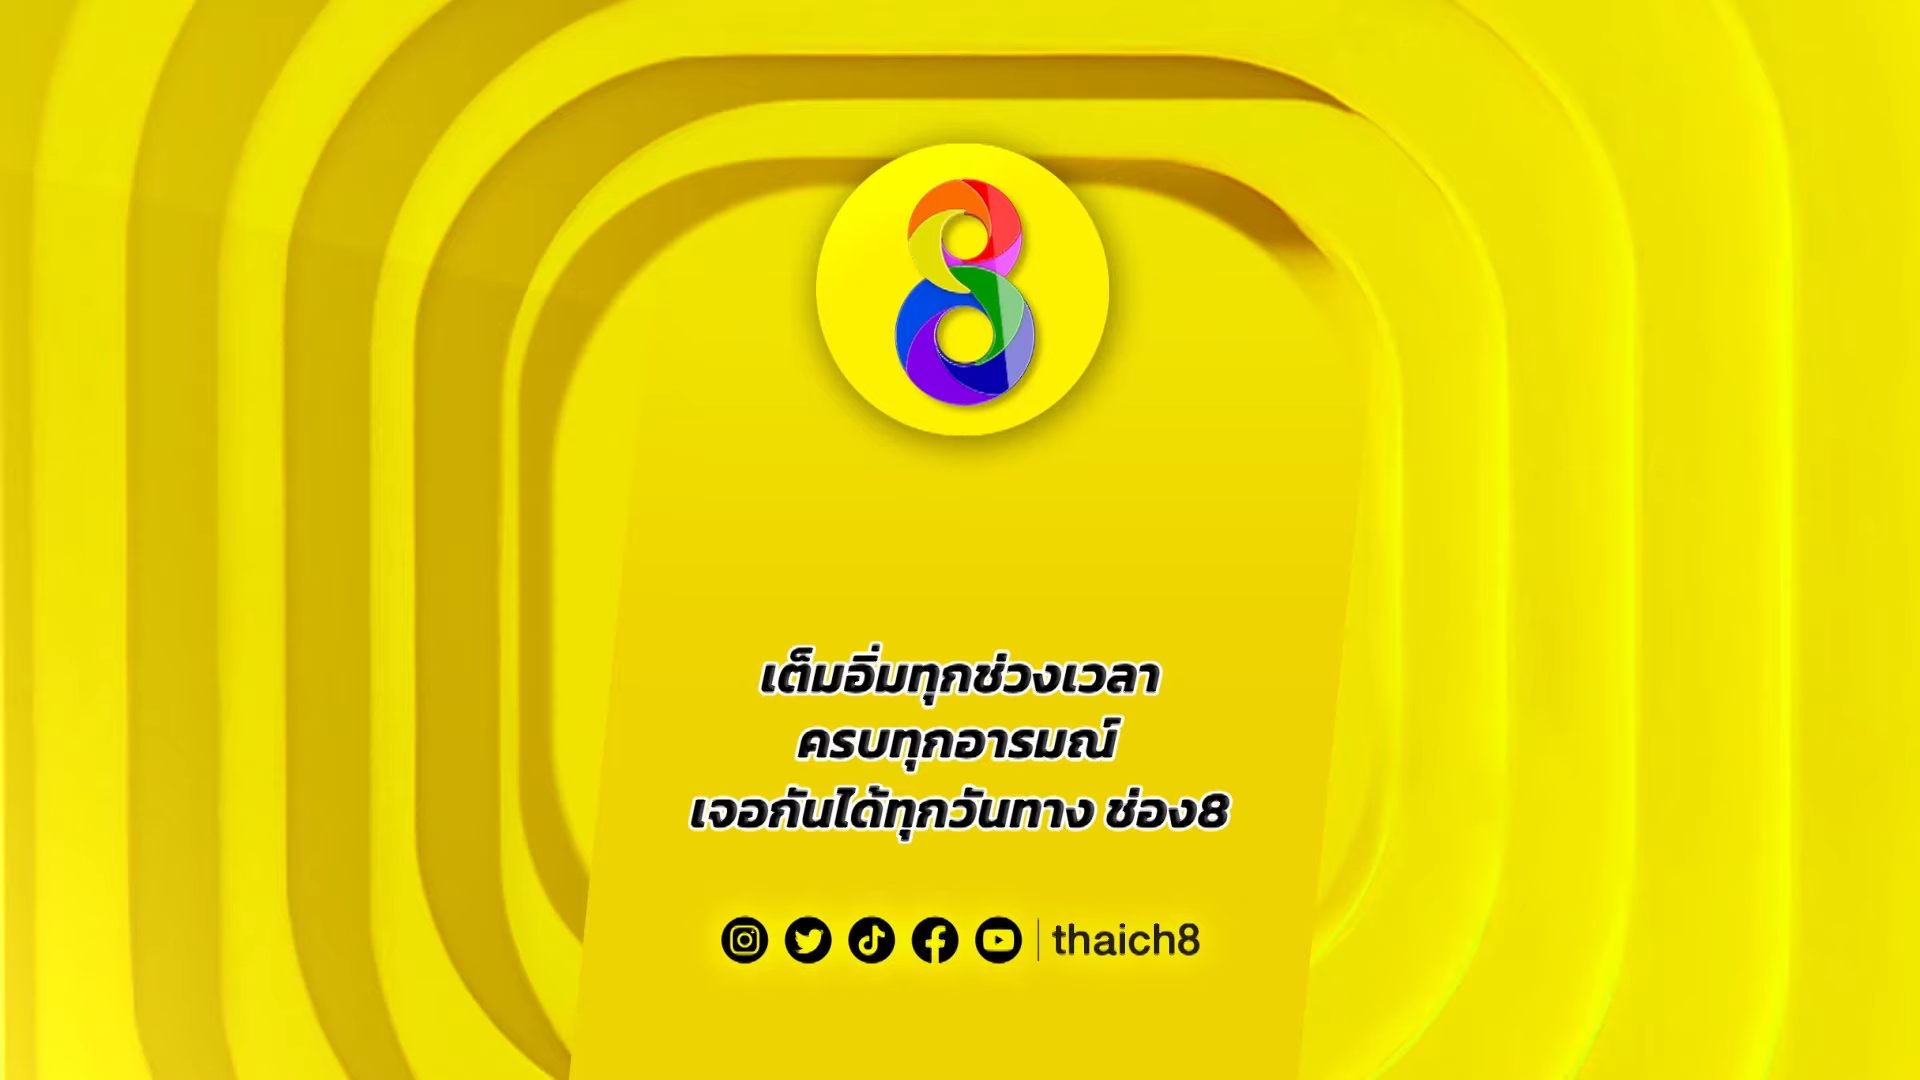 8
เต็มอิ่มทุกช่วงเวลา
ครบทุกอารมณ์
เจอกันได้ทุกวันทาง ช่อง8
thaich8